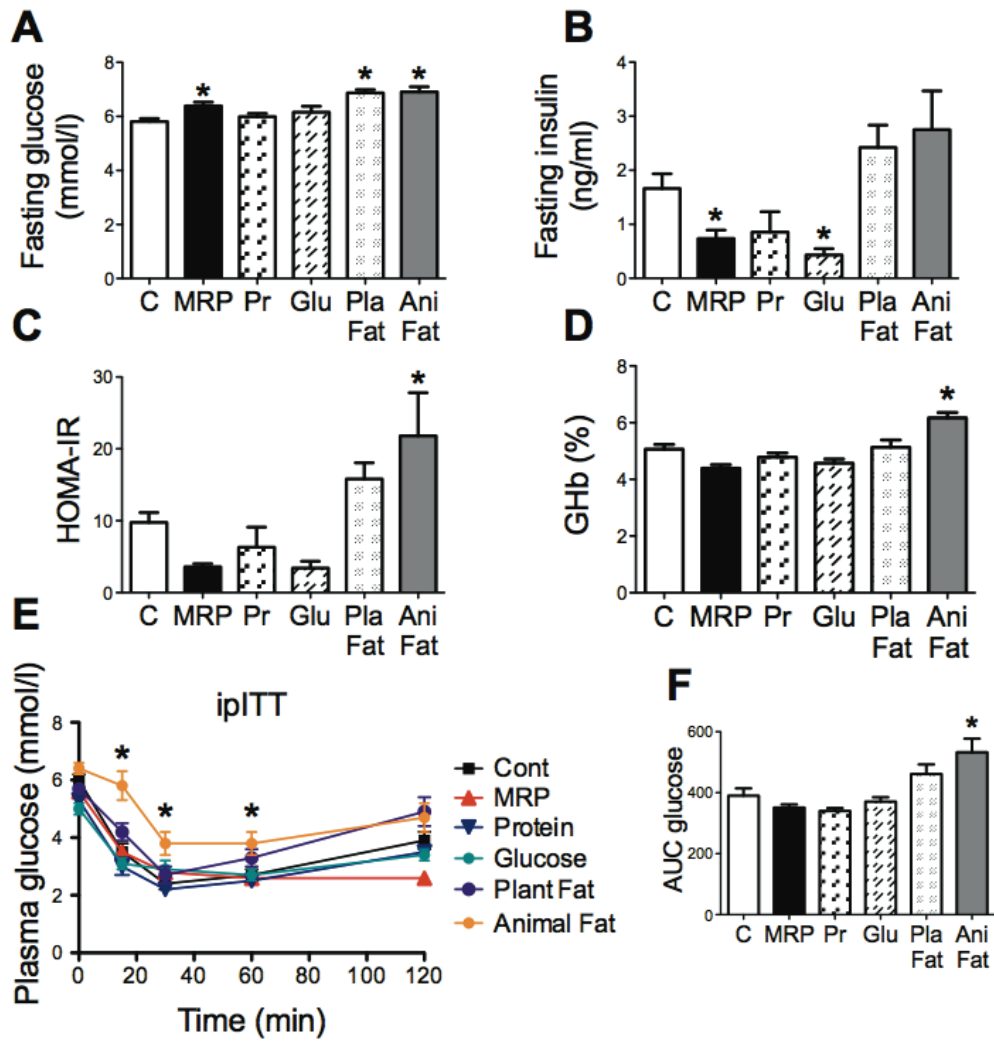 A
Fasting glucose
(mmol/l)
8
6
4
2
0
*
*
*
C MRP Pr Glu Pla Ani
Fat Fat
B
Fasting insulin
(ng/ml)
4
3
2
1
0
*
*
C MRP Pr Glu Pla Ani
Fat Fat
C
HOMA-IR
30
20
10
0
*
C MRP Pr Glu Pla Ani
Fat Fat
D
GHb (%)
8
6
4
2
0
*
C MRP Pr Glu Pla Ani
Fat Fat
E
ipITT
Plasma glucose (mmol/l)
8
6
4
2
0
*
*
*
0 20 40 60 80 100 120
Time (min)
Cont
MRP
Protein
Glucose
Plant Fat
Animal Fat
F
AUC glucose
600
400
200
0
*
C MRP Pr Glu Pla Ani
Fat Fat